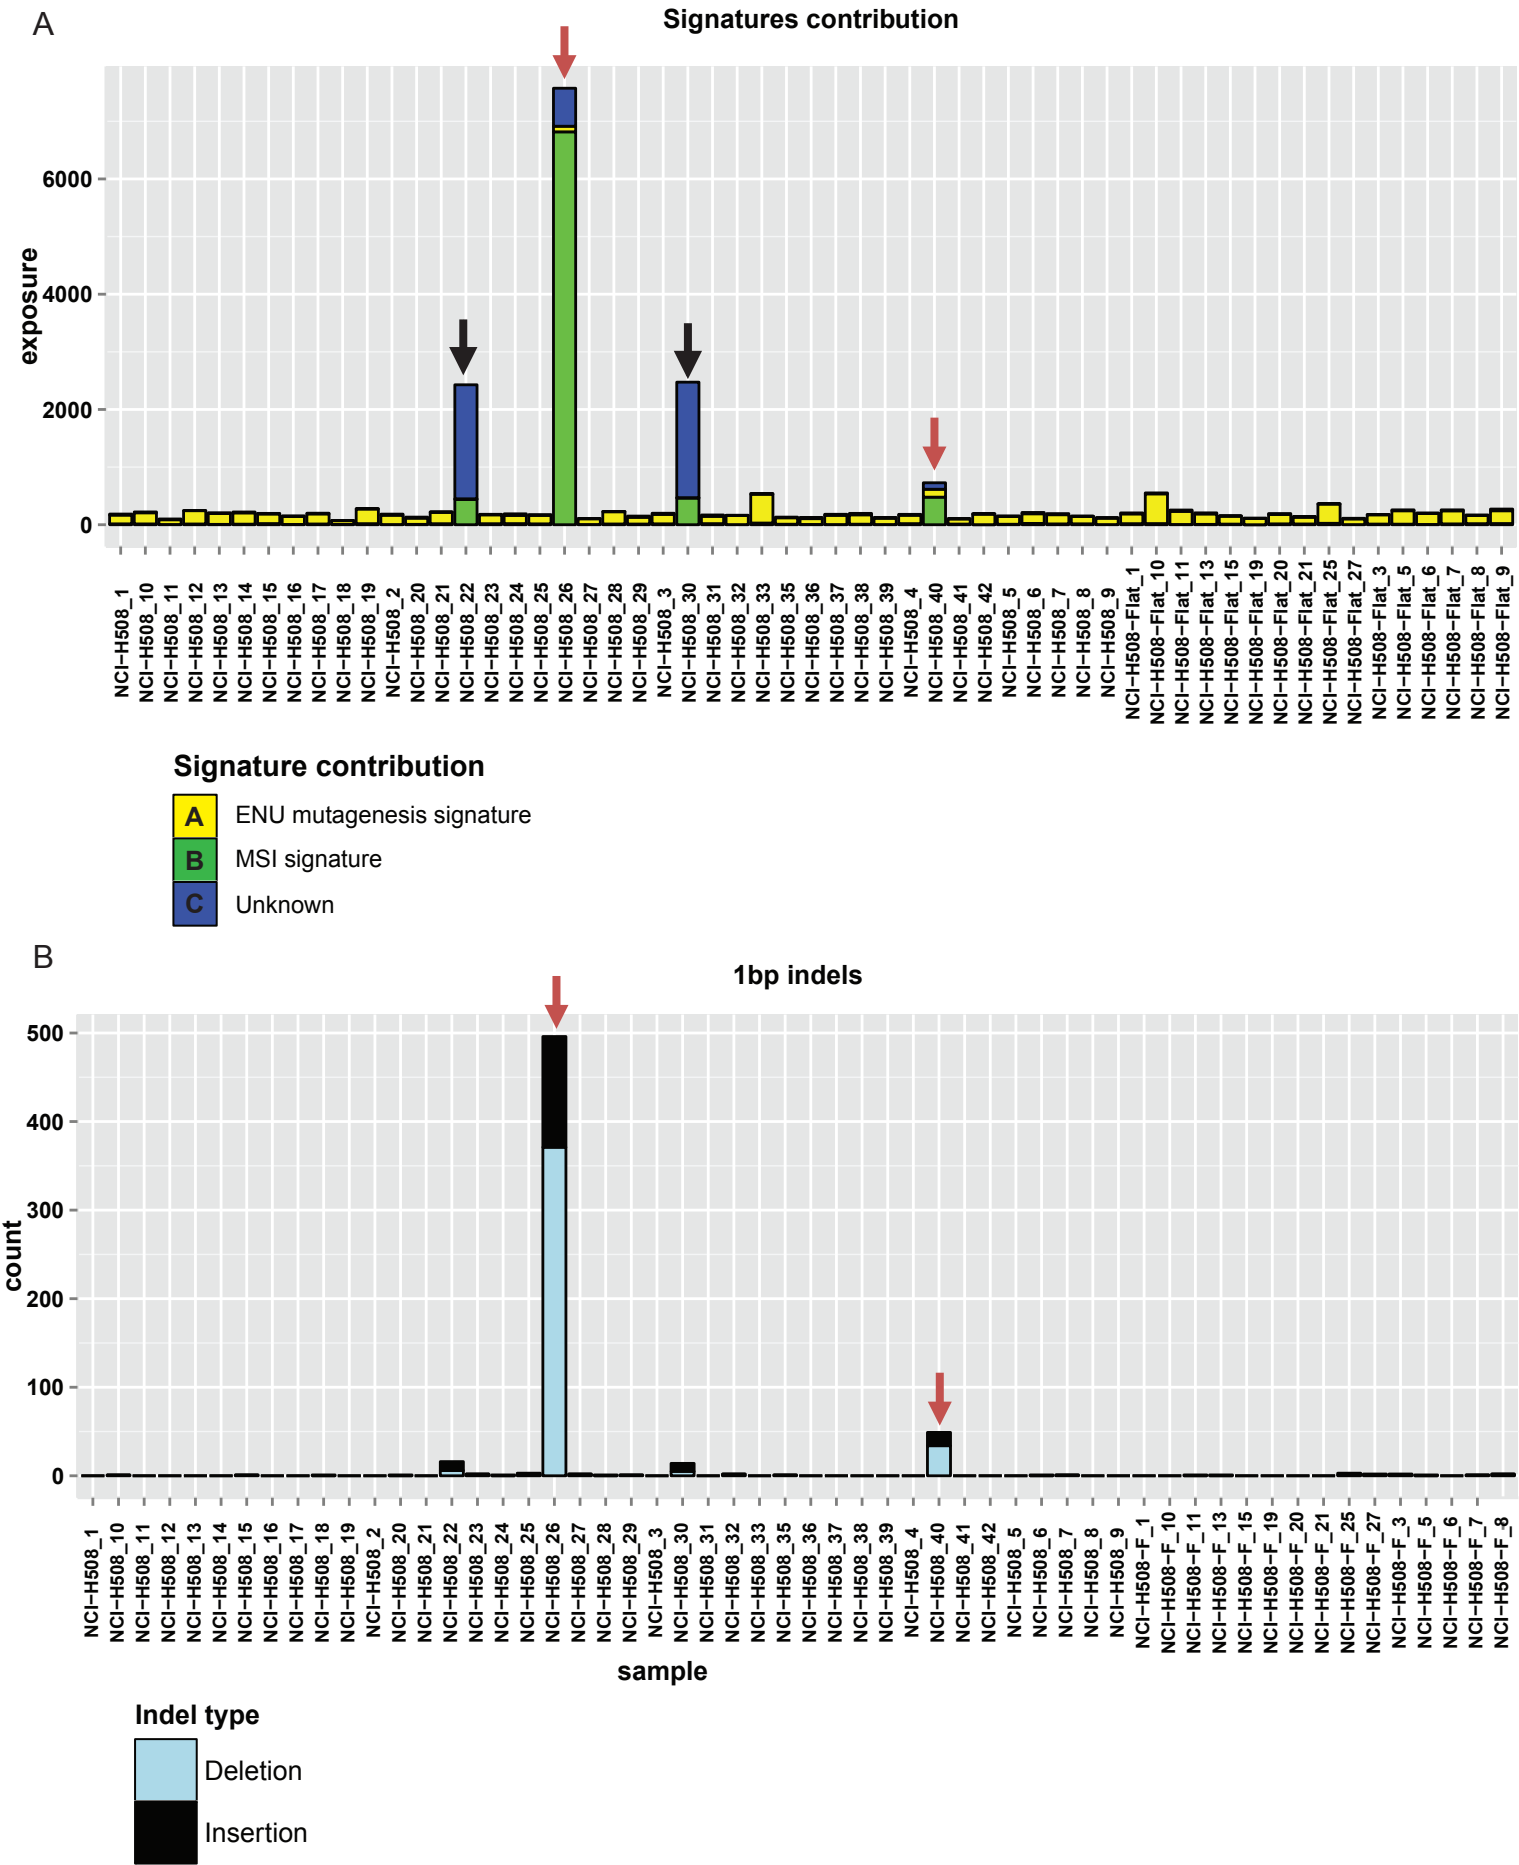 A
Signatures contribution
exposure
6000
4000
2000
0
NCI−H508_1
NCI−H508_10
NCI−H508_11
NCI−H508_12
NCI−H508_13
NCI−H508_14
NCI−H508_15
NCI−H508_16
NCI−H508_17
NCI−H508_18
NCI−H508_19
NCI−H508_2
NCI−H508_20
NCI−H508_21
NCI−H508_22
NCI−H508_23
NCI−H508_24
NCI−H508_25
NCI−H508_26
NCI−H508_27
NCI−H508_28
NCI−H508_29
NCI−H508_3
NCI−H508_30
NCI−H508_31
NCI−H508_32
NCI−H508_33
NCI−H508_35
NCI−H508_36
NCI−H508_37
NCI−H508_38
NCI−H508_39
NCI−H508_4
NCI−H508_40
NCI−H508_41
NCI−H508_42
NCI−H508_5
NCI−H508_6
NCI−H508_7
NCI−H508_8
NCI−H508_9
NCI−H508−Flat_1
NCI−H508−Flat_10
NCI−H508−Flat_11
NCI−H508−Flat_13
NCI−H508−Flat_15
NCI−H508−Flat_19
NCI−H508−Flat_20
NCI−H508−Flat_21
NCI−H508−Flat_25
NCI−H508−Flat_27
NCI−H508−Flat_3
NCI−H508−Flat_5
NCI−H508−Flat_6
NCI−H508−Flat_7
NCI−H508−Flat_8
NCI−H508−Flat_9
Signature contribution
A ENU mutagenesis signature
B MSI signature
C Unknown
B
1bp indels
count
500
400
300
200
100
0
NCI−H508_1
NCI−H508_10
NCI−H508_11
NCI−H508_12
NCI−H508_13
NCI−H508_14
NCI−H508_15
NCI−H508_16
NCI−H508_17
NCI−H508_18
NCI−H508_19
NCI−H508_2
NCI−H508_20
NCI−H508_21
NCI−H508_22
NCI−H508_23
NCI−H508_24
NCI−H508_25
NCI−H508_26
NCI−H508_27
NCI−H508_28
NCI−H508_29
NCI−H508_3
NCI−H508_30
NCI−H508_31
NCI−H508_32
NCI−H508_33
NCI−H508_35
NCI−H508_36
NCI−H508_37
NCI−H508_38
NCI−H508_39
NCI−H508_4
NCI−H508_40
NCI−H508_41
NCI−H508_42
NCI−H508_5
NCI−H508_6
NCI−H508_7
NCI−H508_8
NCI−H508_9
NCI−H508−F_1
NCI−H508−F_10
NCI−H508−F_11
NCI−H508−F_13
NCI−H508−F_15
NCI−H508−F_19
NCI−H508−F_20
NCI−H508−F_21
NCI−H508−F_25
NCI−H508−F_27
NCI−H508−F_3
NCI−H508−F_5
NCI−H508−F_6
NCI−H508−F_7
NCI−H508−F_8
sample
Indel type
Deletion
Insertion